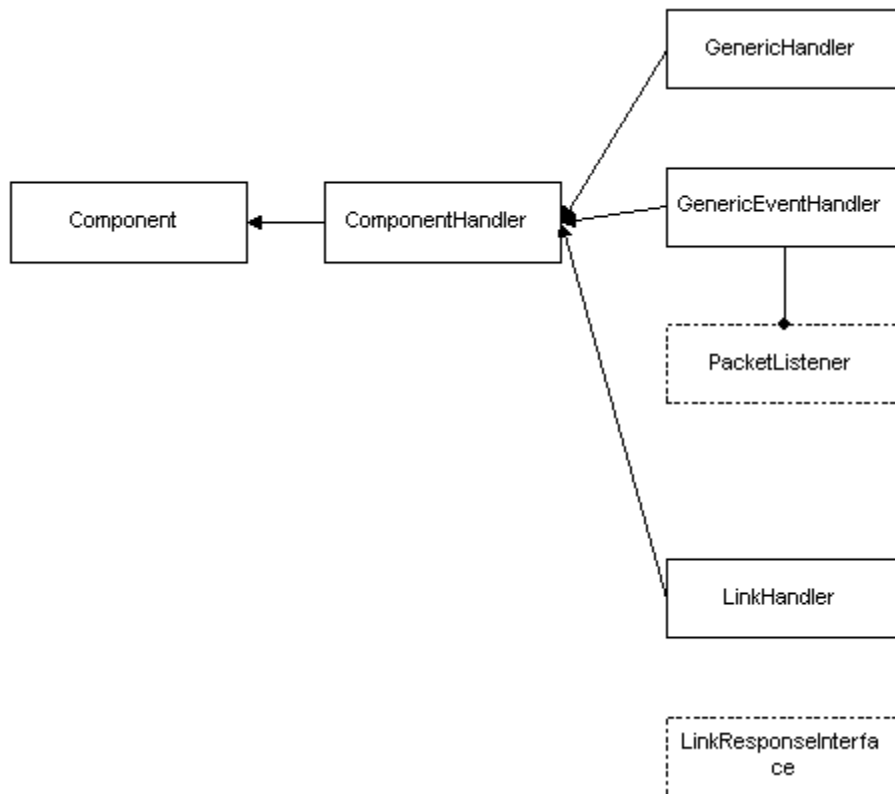 GenericHandler
Component
ComponentHandler
GenericEventHandler
PacketListener
LinkHandler
LinkResponseInterfa
ce